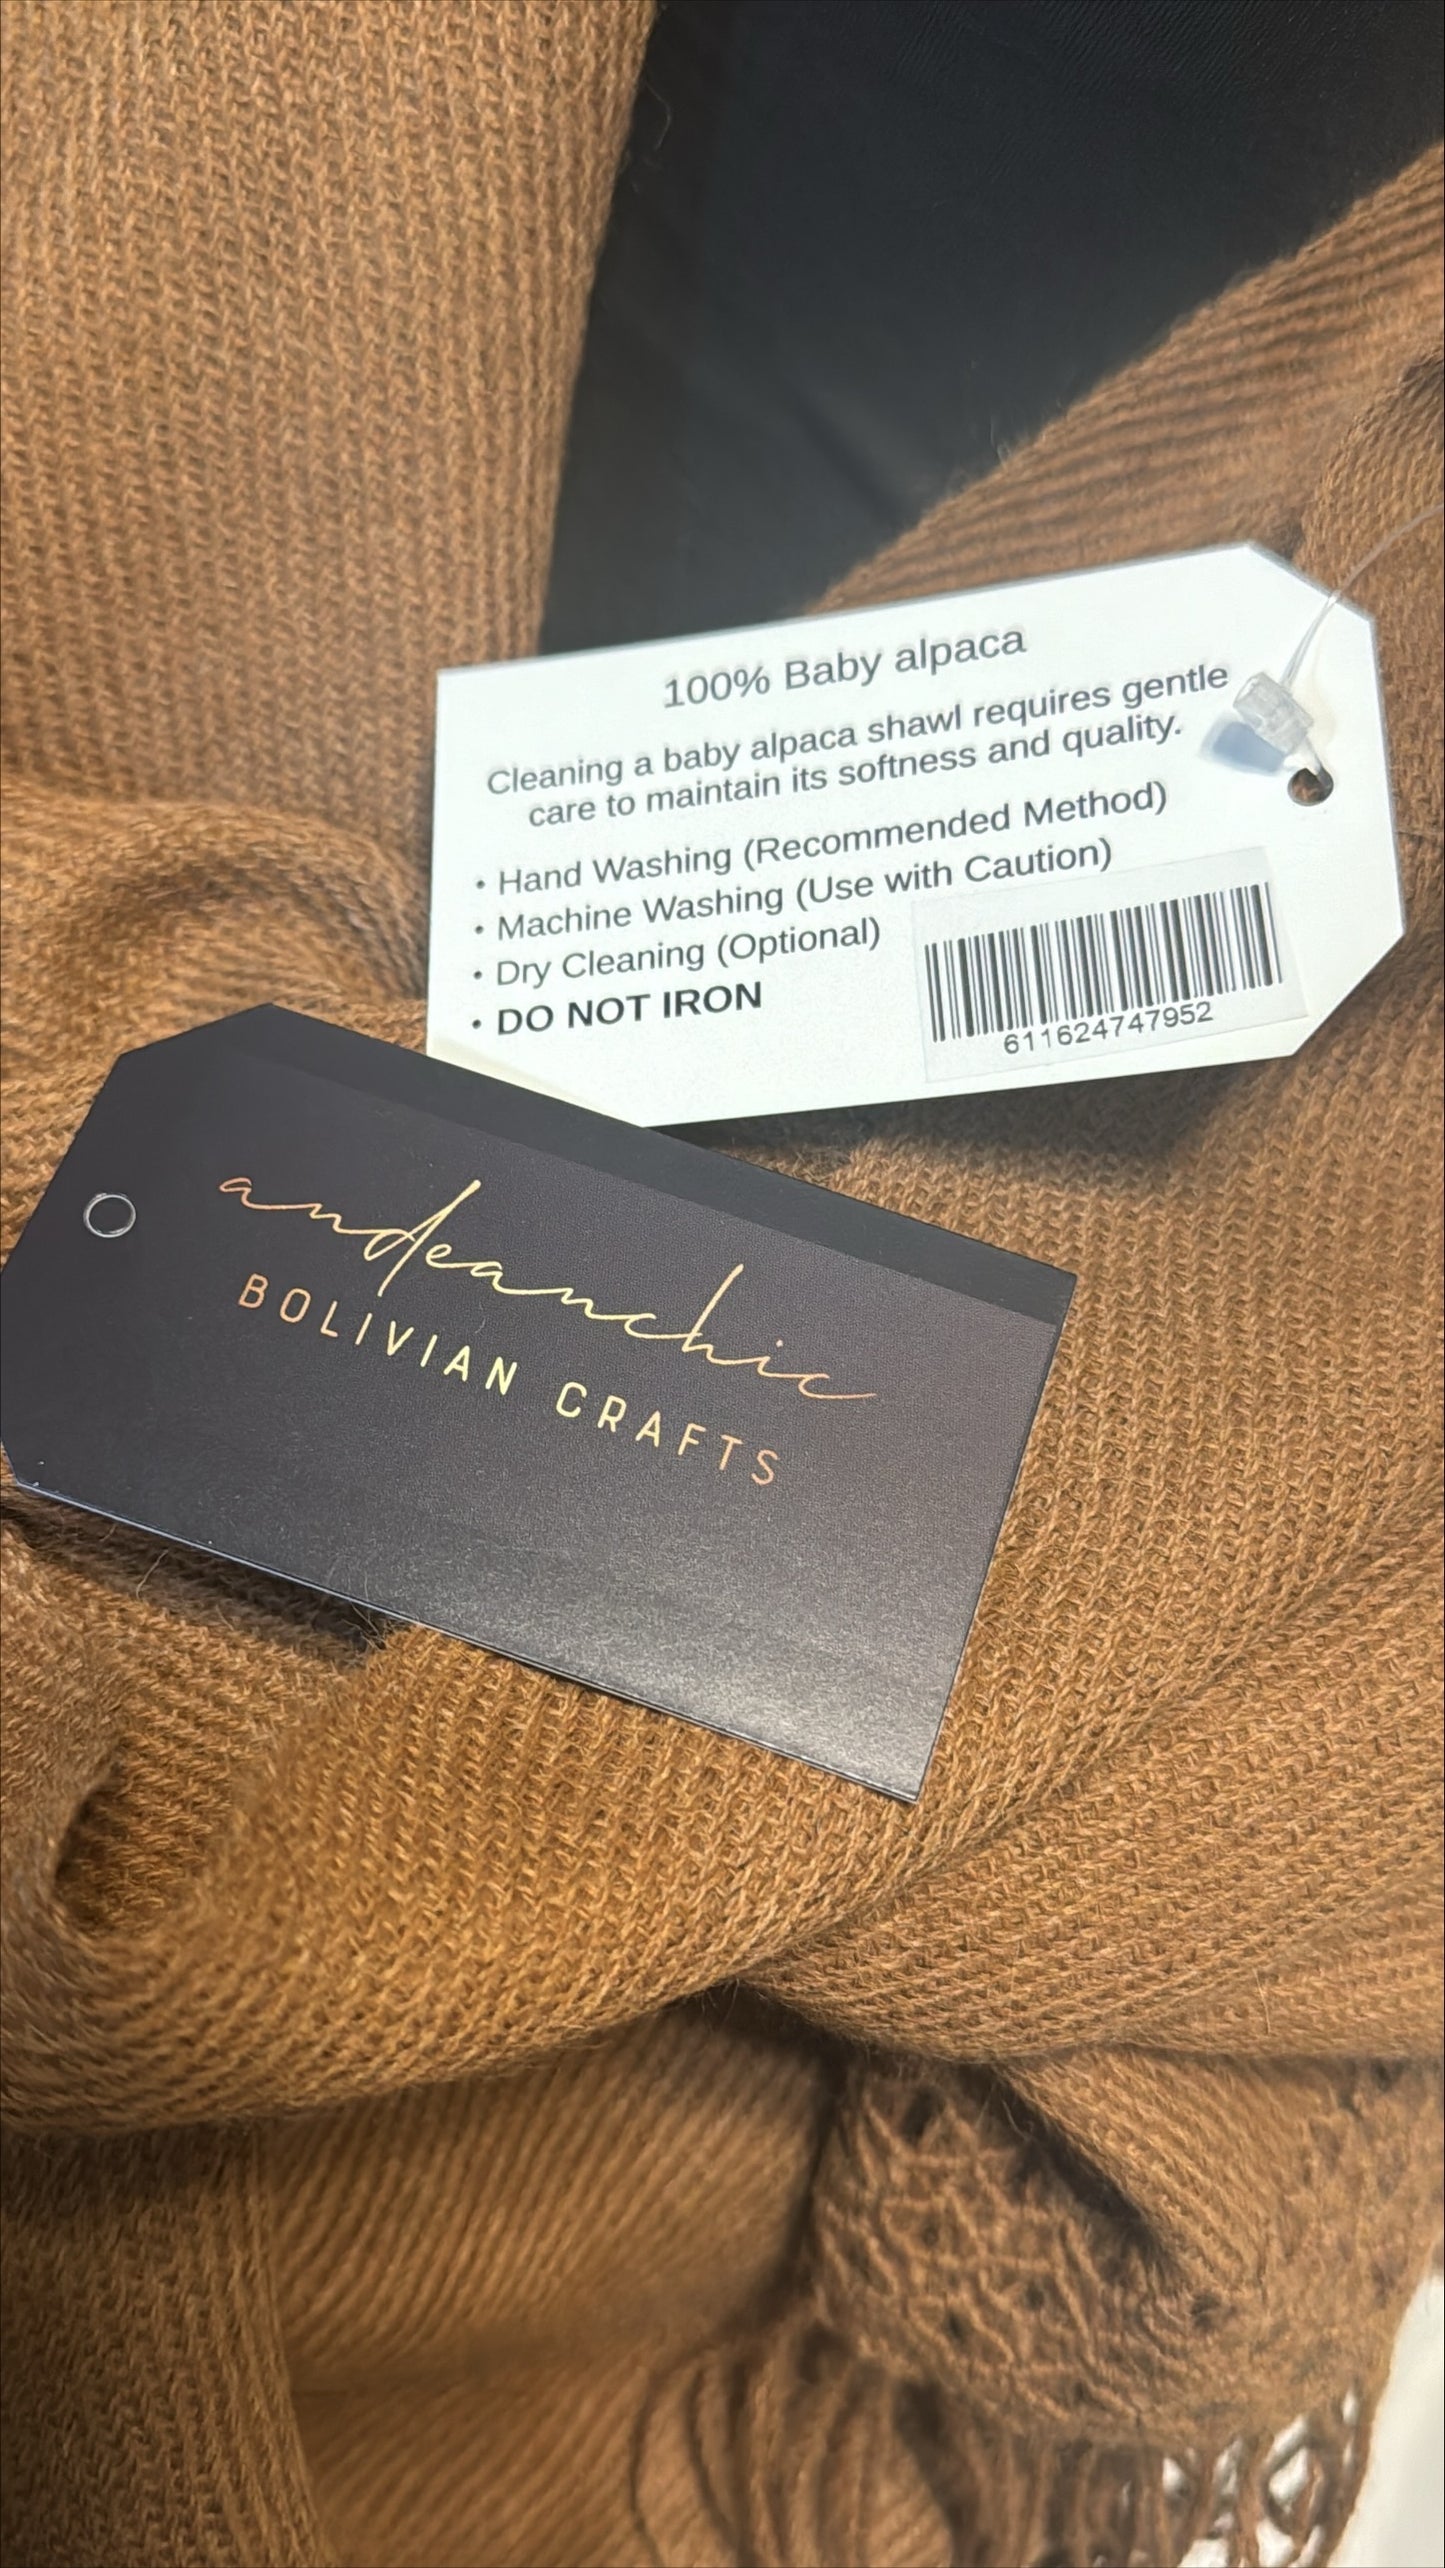 100% Baby alpaca
Cleaning a baby alpaca shawl requires gentle
care to maintain its softness and quality.
• Hand Washing (Recommended Method)
• Machine Washing (Use with Caution)
• Dry Cleaning (Optional)
• DO NOT IRON
611624747952
andeanchic
BOLIVIAN CRAFTS